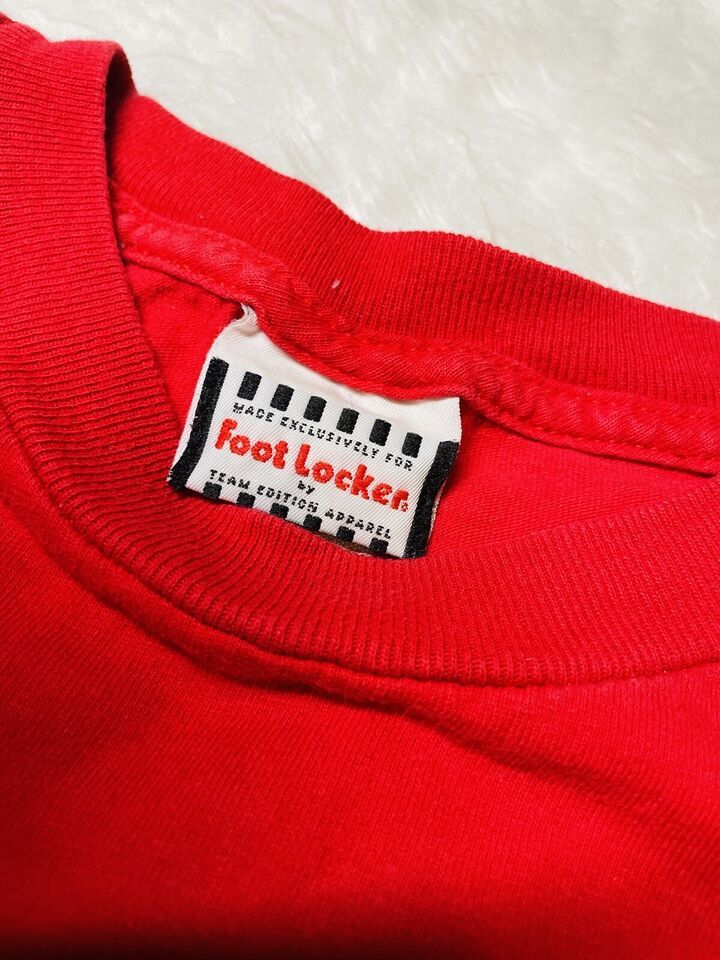 MADE EXCLUSIVELY FOR
Foot Locker®
by
TEAM EDITION APPAREL